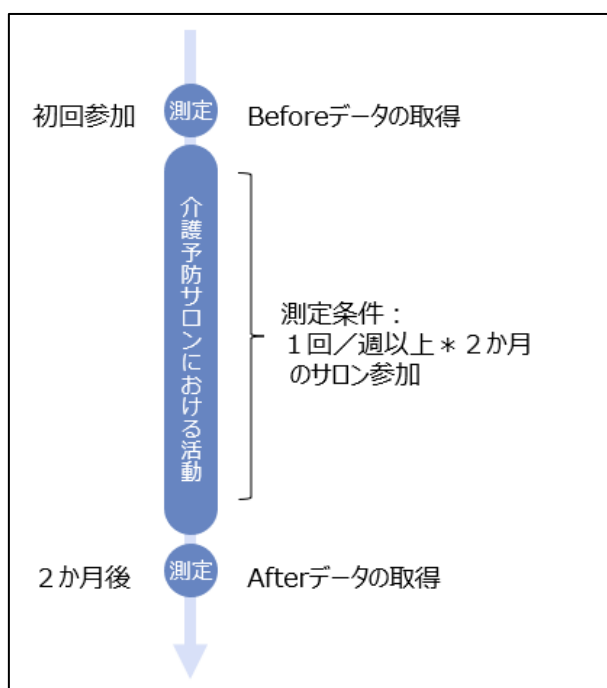 初回参加
測定
Beforeデータの取得
介護予防サロンにおける活動
測定条件：
１回／週以上＊２か月
のサロン参加
２か月後
測定
Afterデータの取得